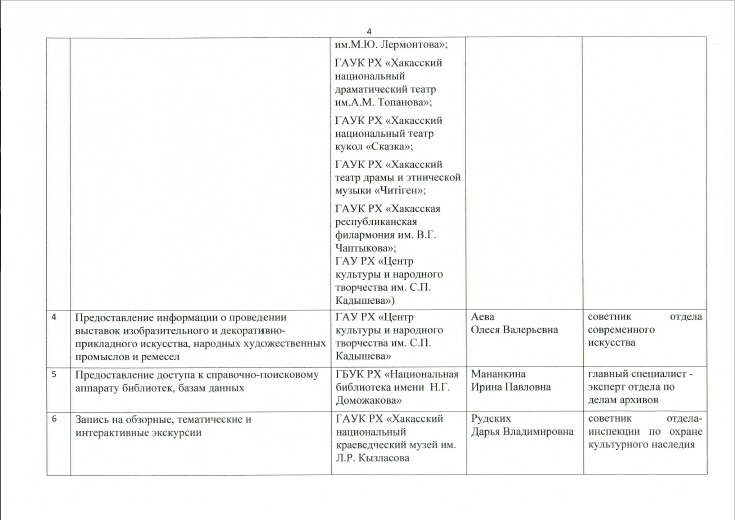 4
им.М.Ю. Лермонтова»;
ГАУК РХ «Хакасский
национальный
драматический театр
им.А.М. Топанова»;
ГАУК РХ «Хакасский
национальный театр
кукол «Сказка»;
ГАУК РХ «Хакасский
театр драмы и этнической
музыки «Читiген»;
ГАУК РХ «Хакасская
республиканская
филармония им. В.Г.
Чаптыкова»;
ГАУ РХ «Центр
культуры и народного
творчества им. С.П.
Кадышева»)
4
Предоставление информации о проведении
выставок изобразительного и декоративно-
прикладного искусства, народных художественных
промыслов и ремесел
ГАУ РХ «Центр
культуры и народного
творчества им. С.П.
Кадышева»
Аева
Олеся Валерьевна
советник отдела
современного
искусства
5
Предоставление доступа к справочно-поисковому
аппарату библиотек, базам данных
ГБУК РХ «Национальная
библиотека имени Н.Г.
Доможакова»
Мананкина
Ирина Павловна
главный специалист -
эксперт отдела по
делам архивов
6
Запись на обзорные, тематические и
интерактивные экскурсии
ГАУК РХ «Хакасский
национальный
краеведческий музей им.
Л.Р. Кызласова
Рудских
Дарья Владимировна
советник отдела-
инспекции по охране
культурного наследия